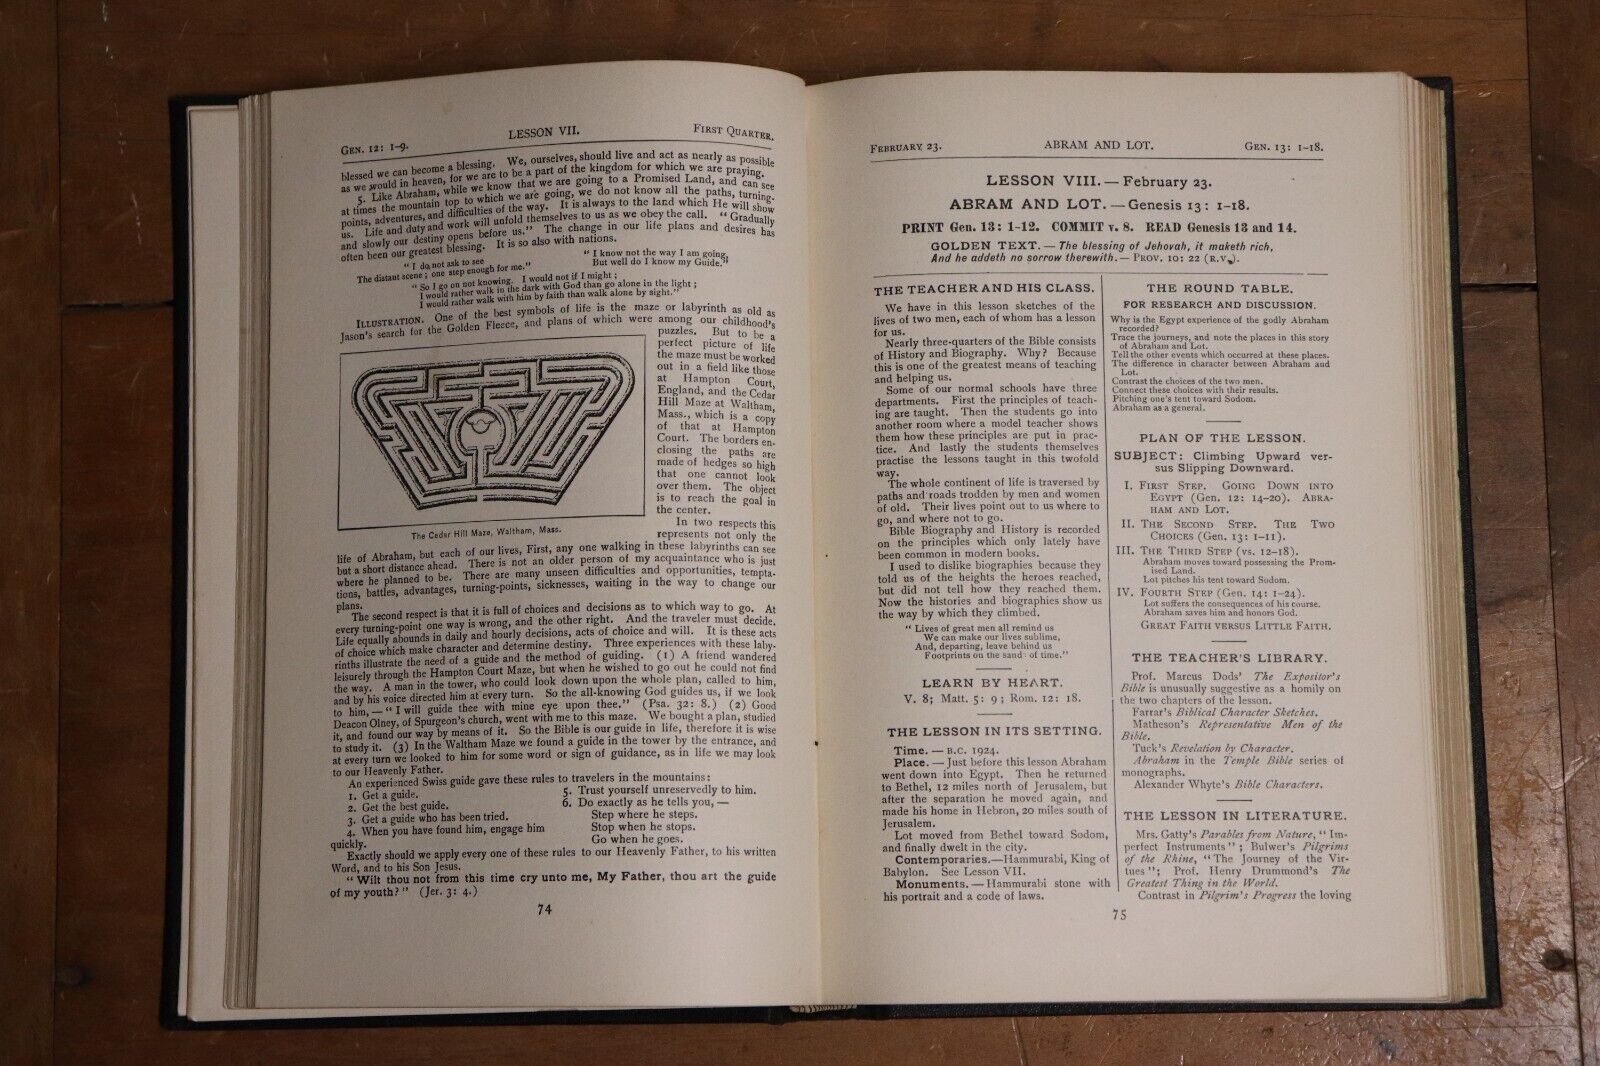 GEN. 12: 1-9.
LESSON VII.
FIRST QUARTER.
blessed we can become a blessing. We, ourselves, should live and act as nearly as possible
as we would in heaven, for we are to be a part of the kingdom for which we are praying.
5. Like Abraham, while we know that we are going to a Promised Land, and can see
at times the mountain top to which we are going, we do not know all the paths, turning-
points, adventures, and difficulties of the way. It is always to the land which He will show
us. Life and duty and work will unfold themselves to us as we obey the call. "Gradually
and slowly our destiny opens before us." The change in our life plans and desires has
often been our greatest blessing. It is so also with nations.
"I do not ask to see
The distant scene; one step enough for me."
"I know not the way I am going,
But well do I know my Guide."
"So I go on not knowing. I would not if I might;
I would rather walk in the dark with God than go alone in the light;
I would rather walk with him by faith than walk alone by sight."
ILLUSTRATION. One of the best symbols of life is the maze or labyrinth as old as
Jason's search for the Golden Fleece, and plans of which were among our childhood's
puzzles. But to be a
perfect picture of life
the maze must be worked
out in a field like those
at Hampton Court,
England, and the Cedar
Hill Maze at Waltham,
Mass., which is a copy
of that at Hampton
Court. The borders en-
closing the paths are
made of hedges so high
that one cannot look
over them. The object
is to reach the goal in
the center.
In two respects this
represents not only the
The Cedar Hill Maze, Waltham, Mass.
life of Abraham, but each of our lives, First, any one walking in these labyrinths can see
but a short distance ahead. There is not an older person of my acquaintance who is just
where he planned to be. There are many unseen difficulties and opportunities, tempta-
tions, battles, advantages, turning-points, sicknesses, waiting in the way to change our
plans.
The second respect is that it is full of choices and decisions as to which way to go. At
every turning-point one way is wrong, and the other right. And the traveler must decide.
Life equally abounds in daily and hourly decisions, acts of choice and will. It is these acts
of choice which make character and determine destiny. Three experiences with these laby-
rinths illustrate the need of a guide and the method of guiding. (1) A friend wandered
leisurely through the Hampton Court Maze, but when he wished to go out he could not find
the way. A man in the tower, who could look down upon the whole plan, called to him,
and by his voice directed him at every turn. So the all-knowing God guides us, if we look
to him,—"I will guide thee with mine eye upon thee." (Psa. 32: 8.) (2) Good
Deacon Olney, of Spurgeon's church, went with me to this maze. We bought a plan, studied
it, and found our way by means of it. So the Bible is our guide in life, therefore it is wise
to study it. (3) In the Waltham Maze we found a guide in the tower by the entrance, and
at every turn we looked to him for some word or sign of guidance, as in life we may look
to our Heavenly Father.
An experienced Swiss guide gave these rules to travelers in the mountains:
1. Get a guide.
2. Get the best guide.
3. Get a guide who has been tried.
4. When you have found him, engage him
quickly.
5. Trust yourself unreservedly to him.
6. Do exactly as he tells you,—
Step where he steps.
Stop when he stops.
Go when he goes.
Exactly should we apply every one of these rules to our Heavenly Father, to his written
Word, and to his Son Jesus.
"Wilt thou not from this time cry unto me, My Father, thou art the guide
of my youth?" (Jer. 3: 4.)
74
FEBRUARY 23.
ABRAM AND LOT.
GEN. 13: 1-18.
LESSON VIII.—February 23.
ABRAM AND LOT.—Genesis 13: 1-18.
PRINT Gen. 13: 1-12. COMMIT v. 8. READ Genesis 13 and 14.
GOLDEN TEXT.—The blessing of Jehovah, it maketh rich,
And he addeth no sorrow therewith.—PROV. 10: 22 (R.V.).
THE TEACHER AND HIS CLASS.
We have in this lesson sketches of the
lives of two men, each of whom has a lesson
for us.
Nearly three-quarters of the Bible consists
of History and Biography. Why? Because
this is one of the greatest means of teaching
and helping us.
Some of our normal schools have three
departments. First the principles of teach-
ing are taught. Then the students go into
another room where a model teacher shows
them how these principles are put in prac-
tice. And lastly the students themselves
practise the lessons taught in this twofold
way.
The whole continent of life is traversed by
paths and roads trodden by men and women
of old. Their lives point out to us where to
go, and where not to go.
Bible Biography and History is recorded
on the principles which only lately have
been common in modern books.
I used to dislike biographies because they
told us of the heights the heroes reached,
but did not tell how they reached them.
Now the histories and biographies show us
the way by which they climbed.
"Lives of great men all remind us
We can make our lives sublime,
And, departing, leave behind us
Footprints on the sand of time."
LEARN BY HEART.
V. 8; Matt. 5: 9; Rom. 12: 18.
THE LESSON IN ITS SETTING.
Time.—B.C. 1924.
Place.—Just before this lesson Abraham
went down into Egypt. Then he returned
to Bethel, 12 miles north of Jerusalem, but
after the separation he moved again, and
made his home in Hebron, 20 miles south of
Jerusalem.
Lot moved from Bethel toward Sodom,
and finally dwelt in the city.
Contemporaries.—Hammurabi, King of
Babylon. See Lesson VII.
Monuments.—Hammurabi stone with
his portrait and a code of laws.
THE ROUND TABLE.
FOR RESEARCH AND DISCUSSION.
Why is the Egypt experience of the godly Abraham
recorded?
Trace the journeys, and note the places in this story
of Abraham and Lot.
Tell the other events which occurred at these places.
The difference in character between Abraham and
Lot.
Contrast the choices of the two men.
Connect these choices with their results.
Pitching one's tent toward Sodom.
Abraham as a general.
PLAN OF THE LESSON.
SUBJECT: Climbing Upward ver-
sus Slipping Downward.
I. FIRST STEP. GOING DOWN INTO
EGYPT (Gen. 12: 14-20). ABRA-
HAM AND LOT.
II. THE SECOND STEP. THE TWO
CHOICES (Gen. 13: 1-11).
III. THE THIRD STEP (vs. 12-18).
Abraham moves toward possessing the Prom-
ised Land.
Lot pitches his tent toward Sodom.
IV. FOURTH STEP (Gen. 14: 1-24).
Lot suffers the consequences of his course.
Abraham saves him and honors God.
GREAT FAITH VERSUS LITTLE FAITH.
THE TEACHER'S LIBRARY.
Prof. Marcus Dods' The Expositor's
Bible is unusually suggestive as a homily on
the two chapters of the lesson.
Farrar's Biblical Character Sketches.
Matheson's Representative Men of the
Bible.
Tuck's Revelation by Character.
Abraham in the Temple Bible series of
monographs.
Alexander Whyte's Bible Characters.
THE LESSON IN LITERATURE.
Mrs. Gatty's Parables from Nature, "Im-
perfect Instruments"; Bulwer's Pilgrims
of the Rhine, "The Journey of the Vir-
tues"; Prof. Henry Drummond's The
Greatest Thing in the World.
Contrast in Pilgrim's Progress the loving
75